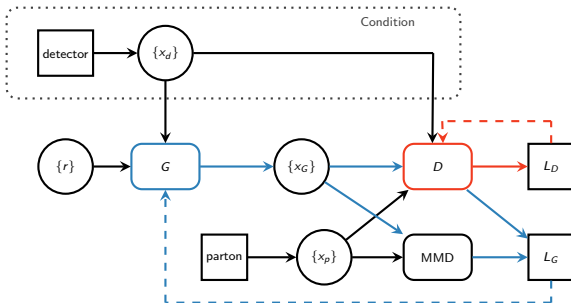 Condition
detector
{x_d}
{r}
G
{x_G}
D
L_D
parton
{x_p}
MMD
L_G